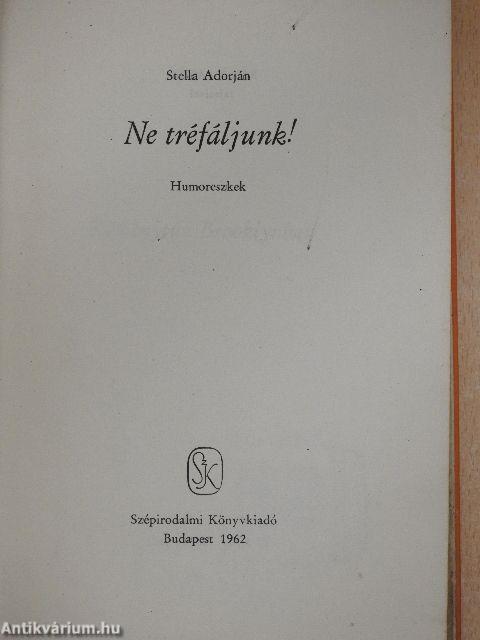 Stella Adorján
Ne tréfáljunk!
Humoreszkek
SzK
Szépirodalmi Könyvkiadó
Budapest 1962
Antikvárium.hu